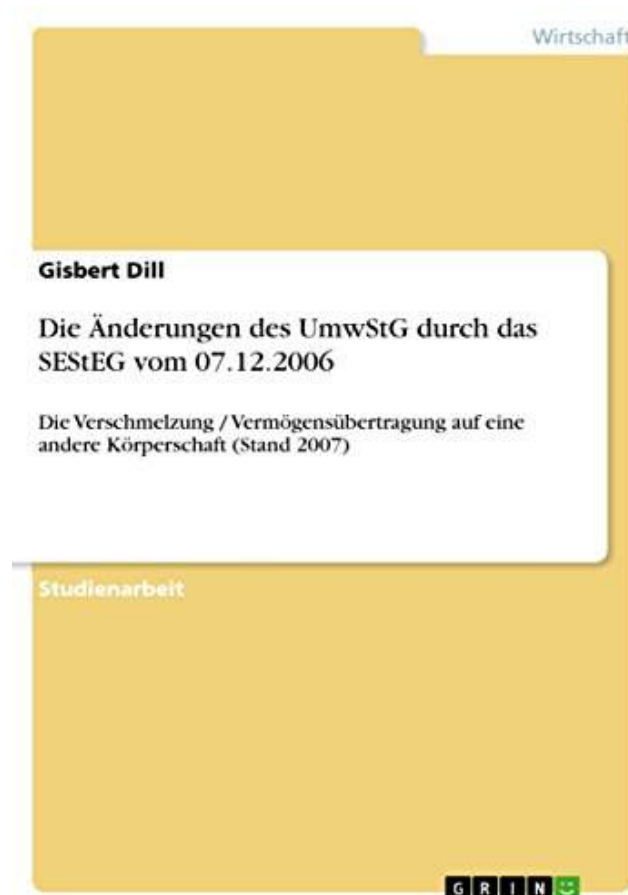 Wirtschaft
Gisbert Dill
Die Änderungen des UmwStG durch das
SEStEG vom 07.12.2006
Die Verschmelzung / Vermögensübertragung auf eine
andere Körperschaft (Stand 2007)
Studienarbeit
GRIN